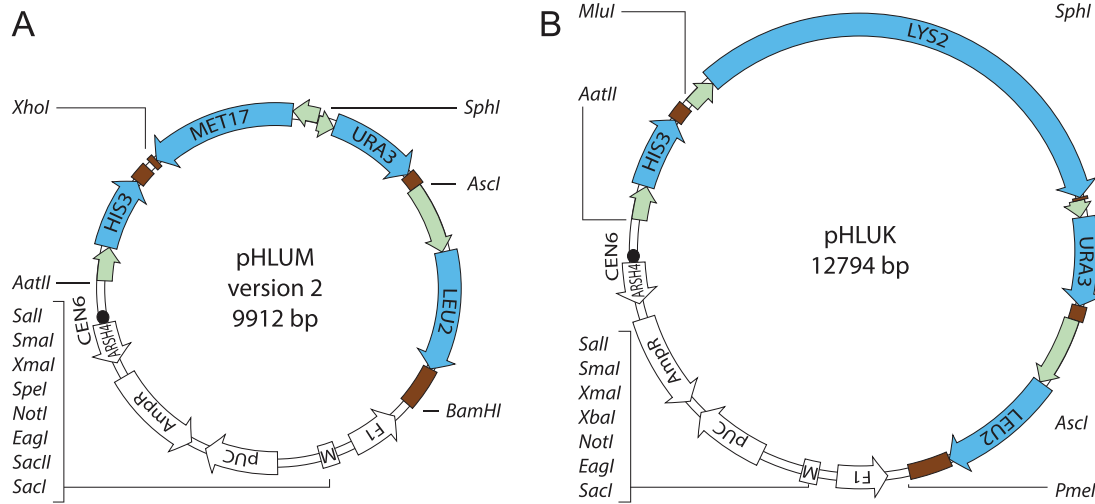 A
XhoI
SphI
MET17
URA3
AscI
HIS3
pHLUM
version 2
9912 bp
LEU2
AatII
CEN6
ARSH4
SalI
SmaI
XmaI
SpeI
NotI
EagI
SacII
SacI
AmpR
pUC
M
F1
BamHI
B
MluI
SphI
LYS2
AatII
HIS3
pHLUK
12794 bp
URA3
CEN6
ARSH4
SalI
SmaI
XmaI
XbaI
NotI
EagI
SacI
AmpR
pUC
M
F1
LEU2
AscI
PmeI